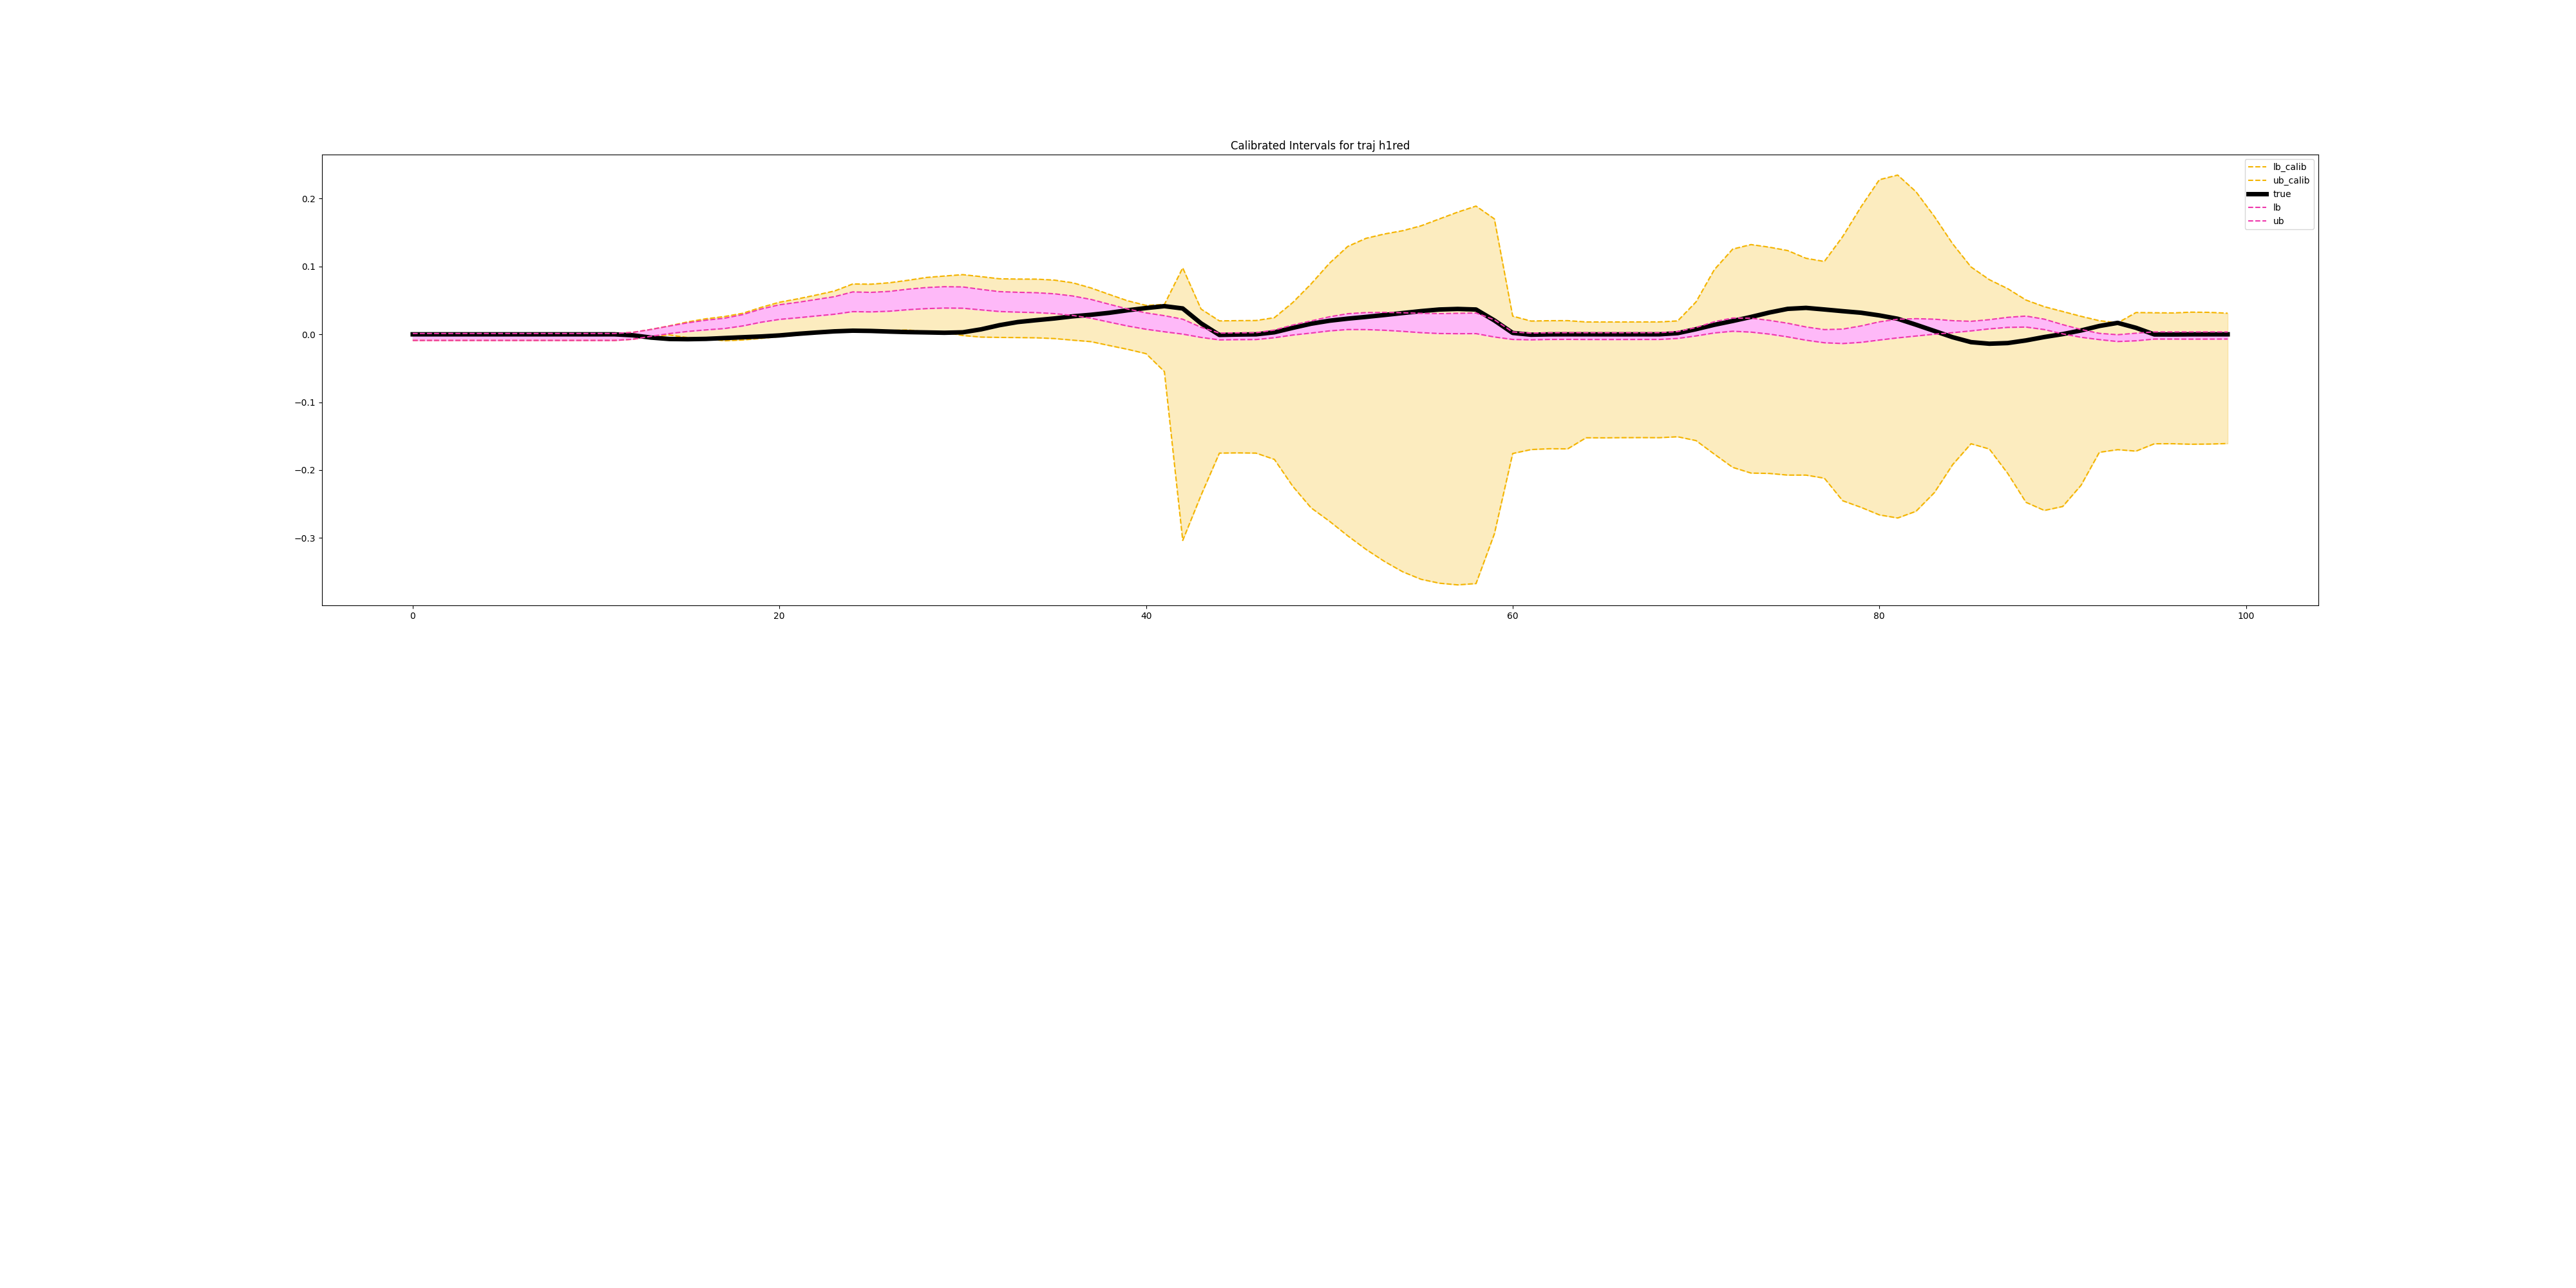 Calibrated Intervals for traj h1red
lb_calib
ub_calib
true
lb
ub
0.2
0.1
0.0
−0.1
−0.2
−0.3
0 20 40 60 80 100